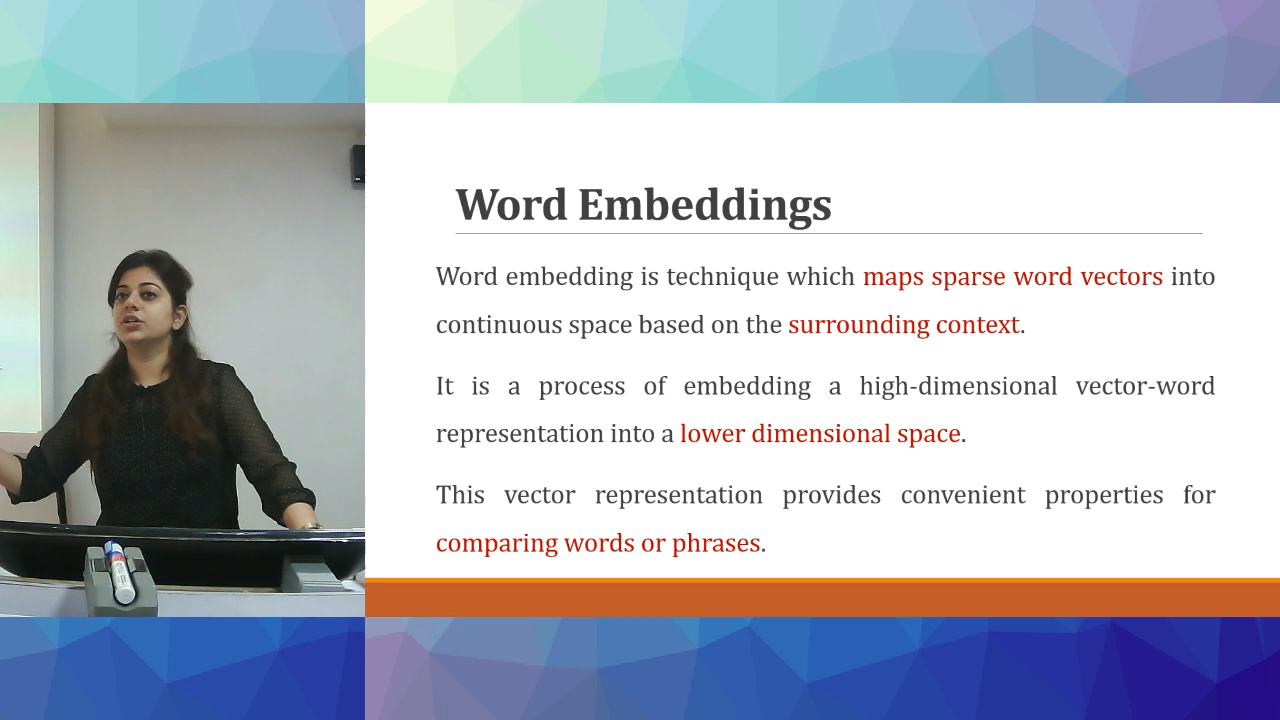 Word Embeddings
Word embedding is technique which maps sparse word vectors into
continuous space based on the surrounding context.
It is a process of embedding a high-dimensional vector-word
representation into a lower dimensional space.
This vector representation provides convenient properties for
comparing words or phrases.